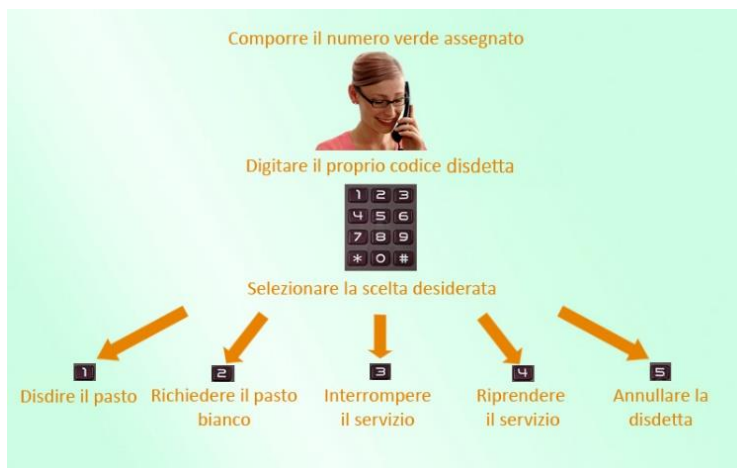 Comporre il numero verde assegnato
Digitare il proprio codice disdetta
1 2 3
4 5 6
7 8 9
* 0 #
Selezionare la scelta desiderata
1
Disdire il pasto
2
Richiedere il pasto
bianco
3
Interrompere
il servizio
4
Riprendere
il servizio
5
Annullare la
disdetta